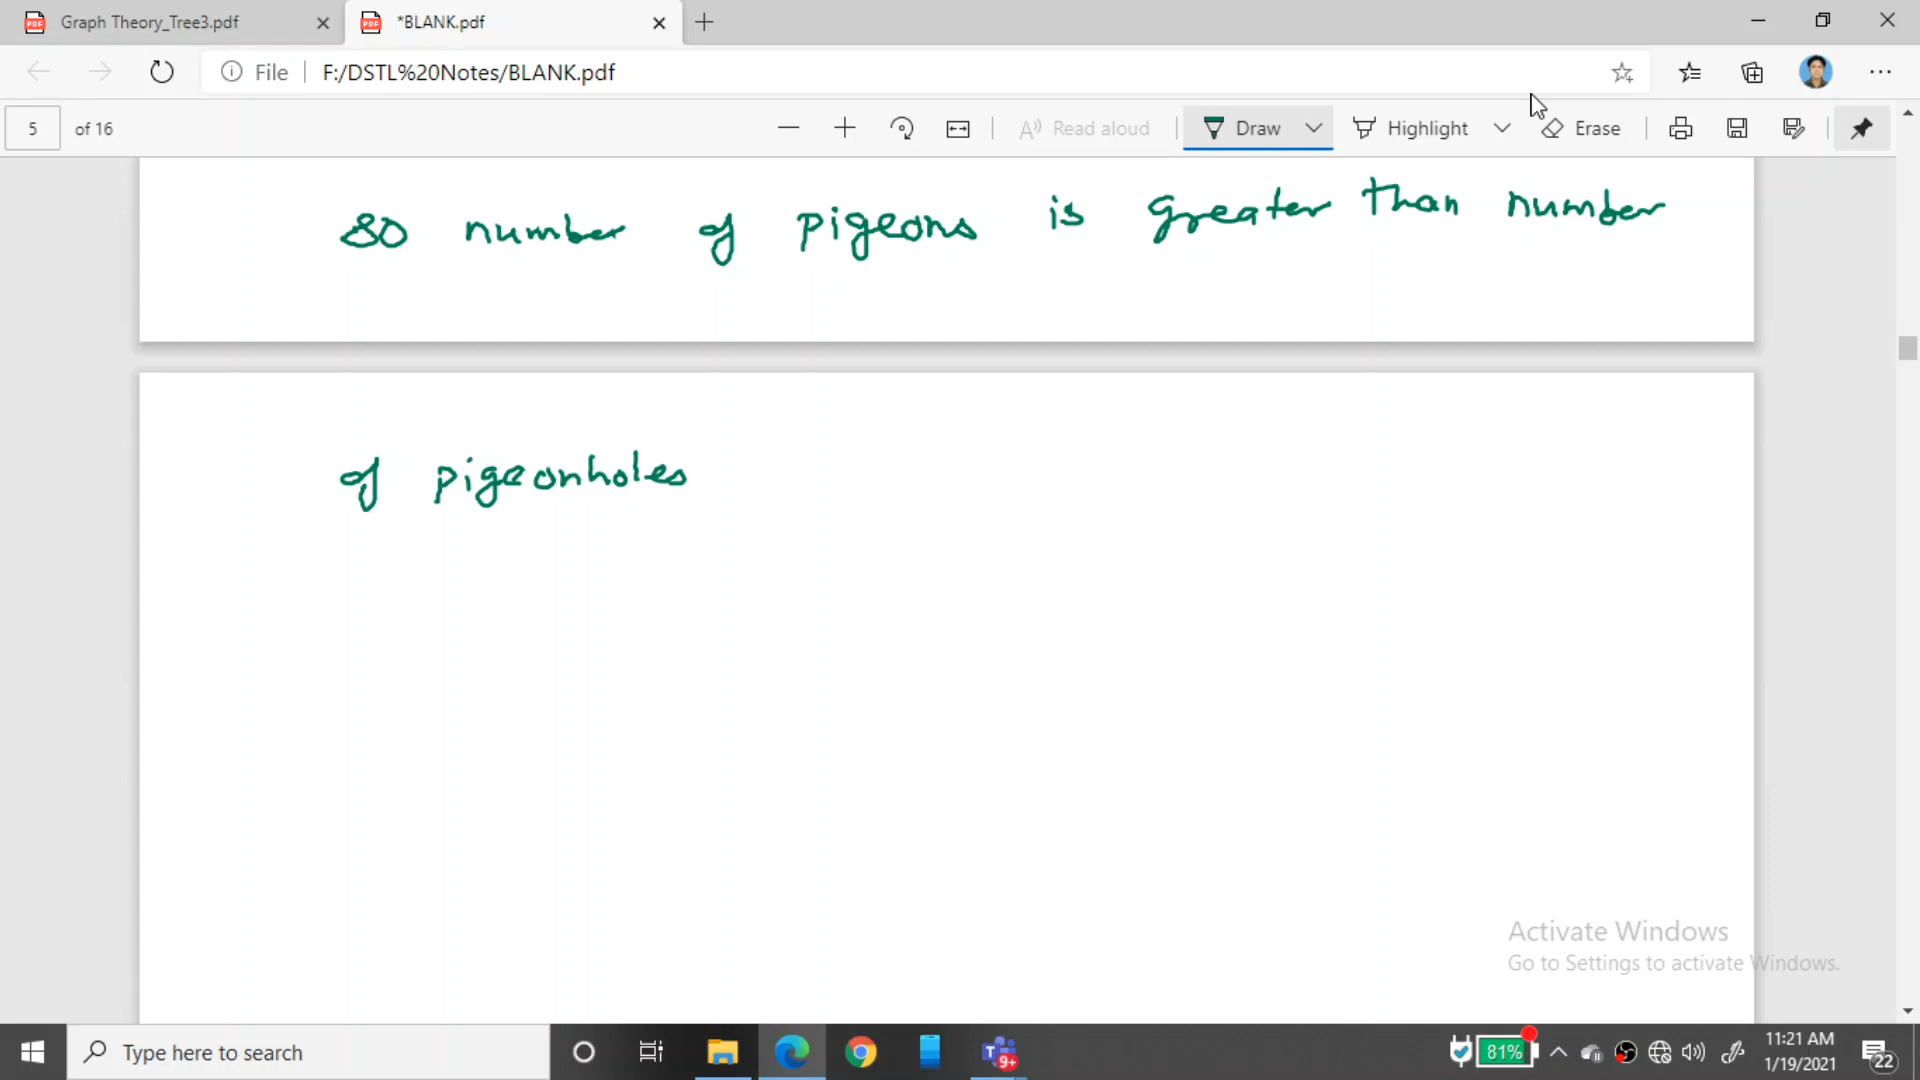 Graph Theory_Tree3.pdf
*BLANK.pdf
File F:/DSTL%20Notes/BLANK.pdf
5 of 16
Read aloud
Draw
Highlight
Erase
So number of pigeons is greater than number
of pigeonholes
Activate Windows
Go to Settings to activate Windows.
Type here to search
9+
81%
11:21 AM
1/19/2021
22